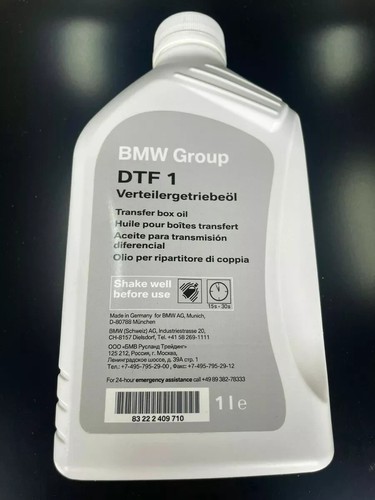 BMW Group
DTF 1
Verteilergetriebeöl
Transfer box oil
Huile pour boîtes transfert
Aceite para transmisión
diferencial
Olio per ripartitore di coppia
Shake well
before use
15s - 30s
Made in Germany for BMW AG, Munich,
D-80788 München
BMW (Schweiz) AG, Industriestrasse 20,
CH-8157 Dielsdorf, Tel. +41 58 269-1111
ООО «БМВ Русланд Трейдинг»
125 212, Россия, г. Москва,
Ленинградское шоссе, д. 39А стр. 1
Тел.: +7-495-795-29-00, Факс: +7-495-795-29-12
For 24-hour emergency assistance call +49 89 382-78333
83 22 2 409 710
1 l e